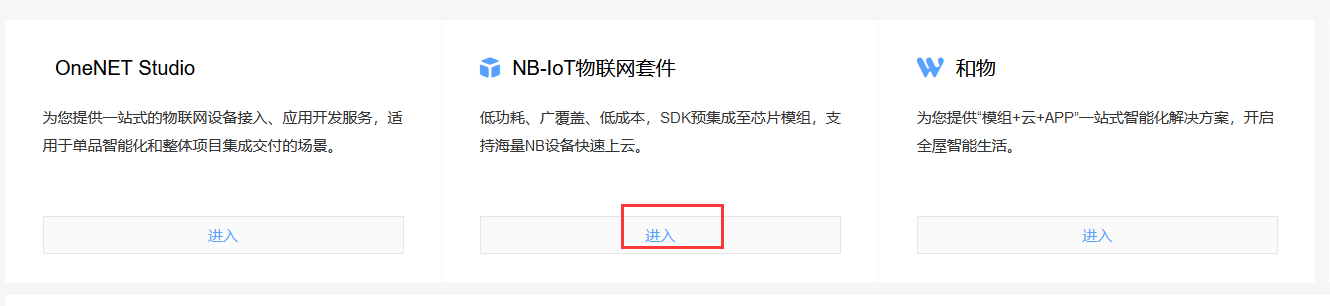 OneNET Studio
为您提供一站式的物联网设备接入、应用开发服务，适
用于单品智能化和整体项目集成交付的场景。
进入
NB-IoT物联网套件
低功耗、广覆盖、低成本，SDK预集成至芯片模组，支
持海量NB设备快速上云。
进入
和物
为您提供“模组+云+APP”一站式智能化解决方案，开启
全屋智能生活。
进入